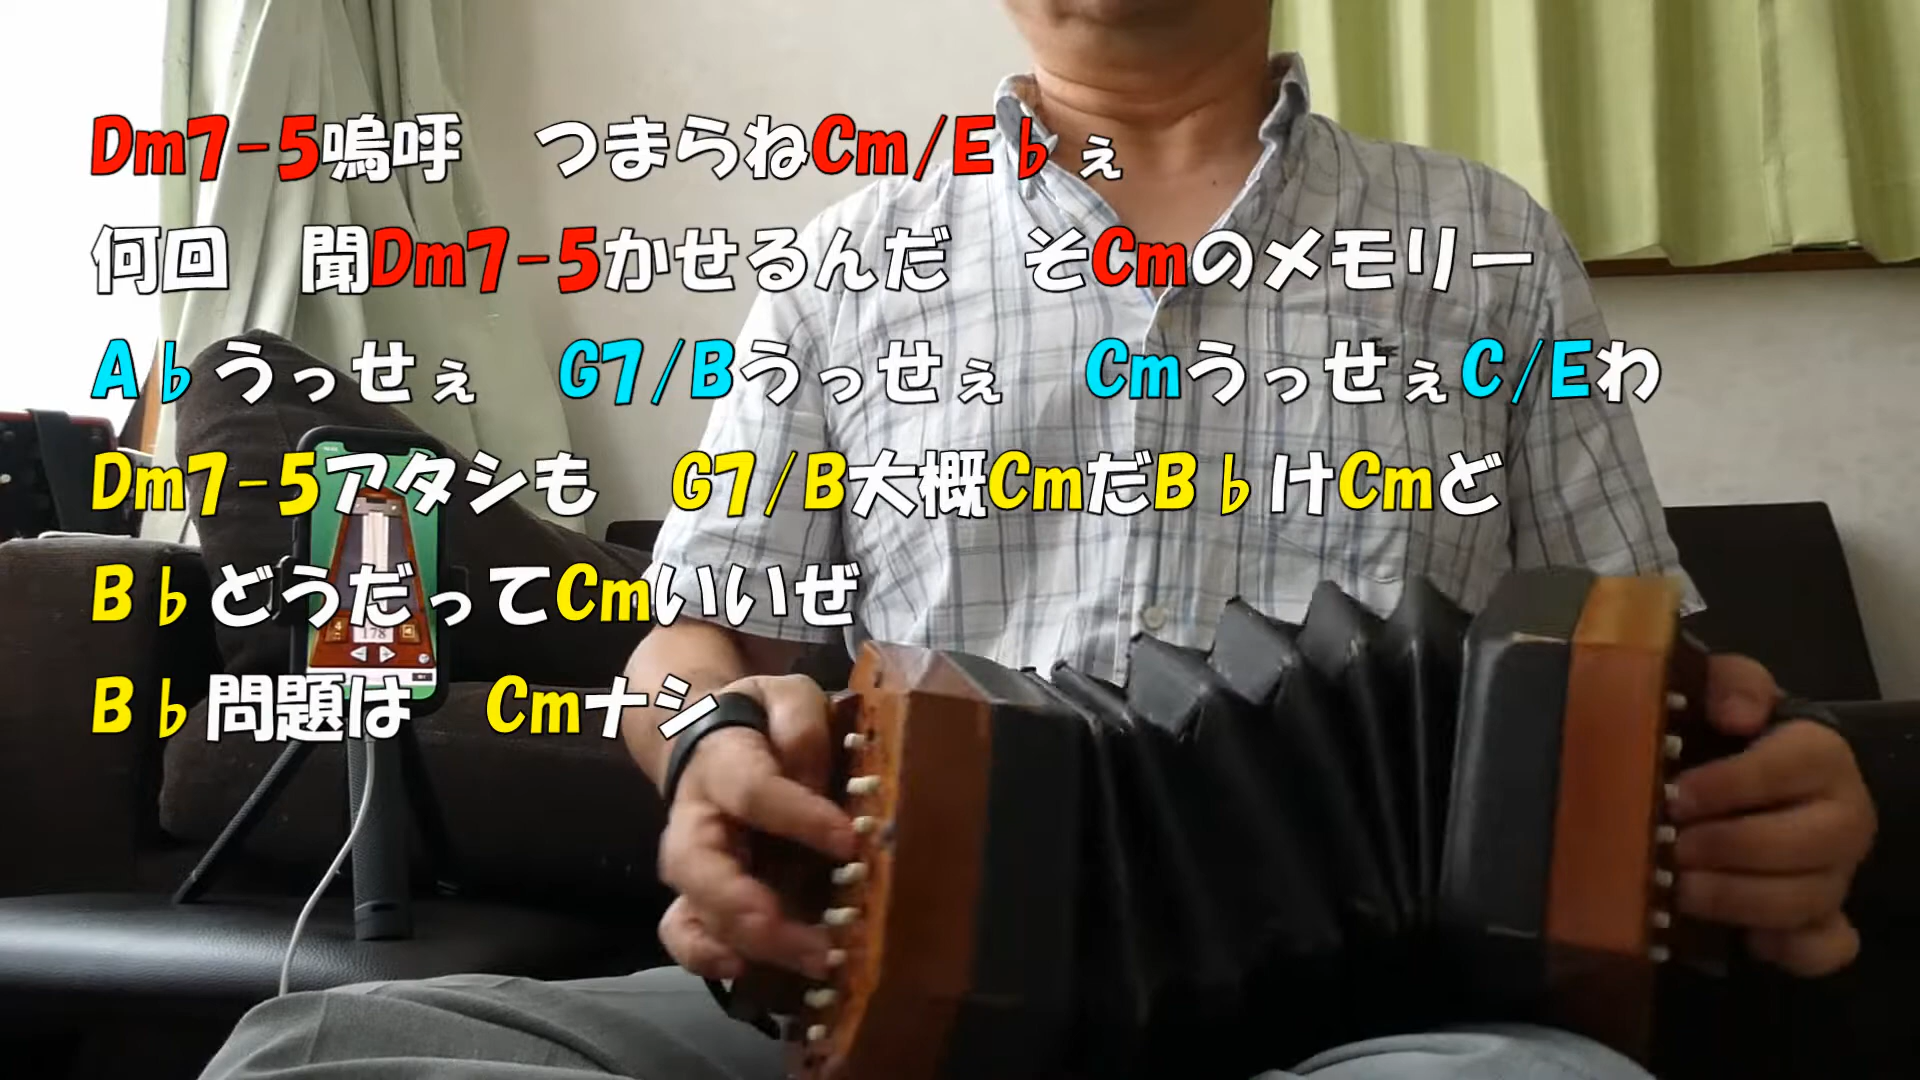 Dm7-5嗚呼　つまらねCm/E♭ぇ
何回　聞Dm7-5かせるんだ　そCmのメモリー
A♭うっせぇ　G7/Bうっせぇ　CmうっせぇC/Eわ
Dm7-5アタシも　G7/B大概CmだB♭けCmど
B♭どうだってCmいいぜ
B♭問題は　Cmナシ
4
178